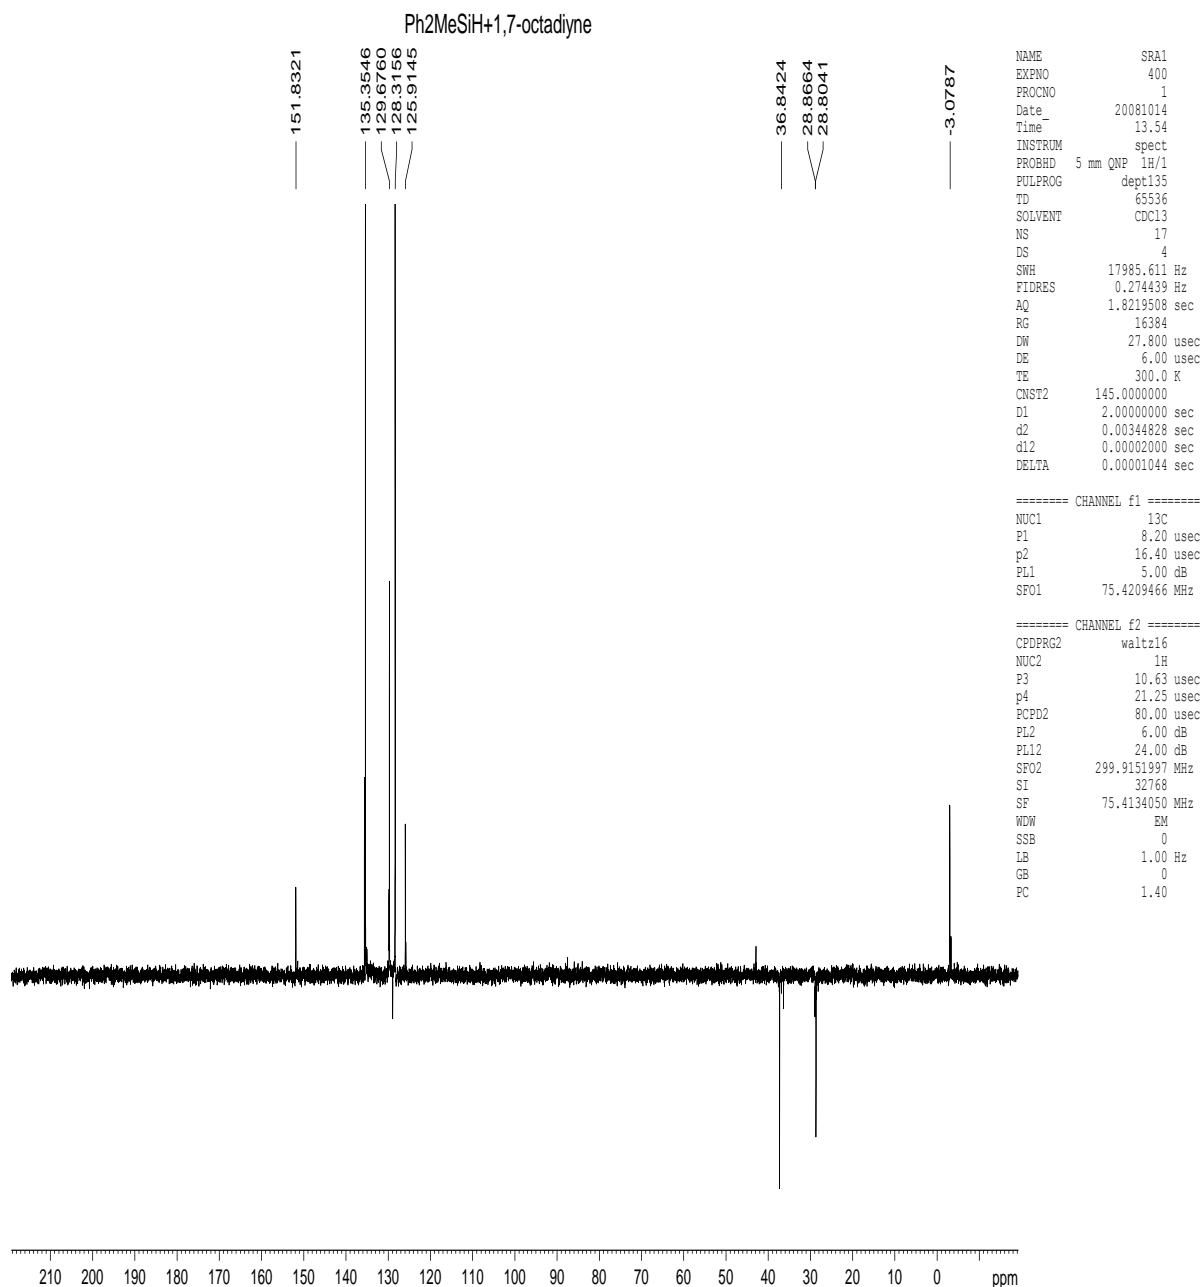 Ph2MeSiH+1,7-octadiyne
151.8321
135.3546
129.6760
128.3156
125.9145
36.8424
28.8664
28.8041
-3.0787
NAME SRA1
EXPNO 400
PROCNO 1
Date_ 20081014
Time 13.54
INSTRUM spect
PROBHD 5 mm QNP 1H/1
PULPROG dept135
TD 65536
SOLVENT CDCl3
NS 17
DS 4
SWH 17985.611 Hz
FIDRES 0.274439 Hz
AQ 1.8219508 sec
RG 16384
DW 27.800 usec
DE 6.00 usec
TE 300.0 K
CNST2 145.0000000
D1 2.00000000 sec
d2 0.00344828 sec
d12 0.00002000 sec
DELTA 0.00001044 sec
======== CHANNEL f1 ========
NUC1 13C
P1 8.20 usec
p2 16.40 usec
PL1 5.00 dB
SFO1 75.4209466 MHz
======== CHANNEL f2 ========
CPDPRG2 waltz16
NUC2 1H
P3 10.63 usec
p4 21.25 usec
PCPD2 80.00 usec
PL2 6.00 dB
PL12 24.00 dB
SFO2 299.9151997 MHz
SI 32768
SF 75.4134050 MHz
WDW EM
SSB 0
LB 1.00 Hz
GB 0
PC 1.40
210 200 190 180 170 160 150 140 130 120 110 100 90 80 70 60 50 40 30 20 10 0 ppm